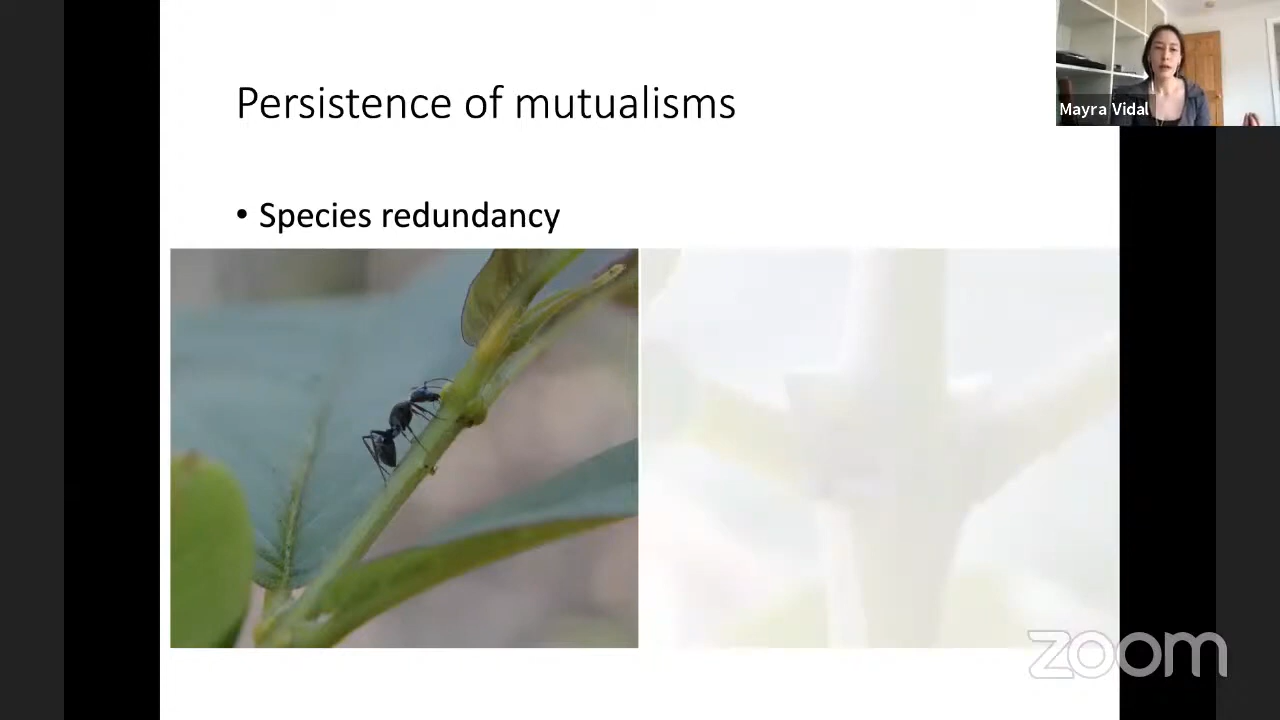 Persistence of mutualisms
Mayra Vidal
• Species redundancy
zoom